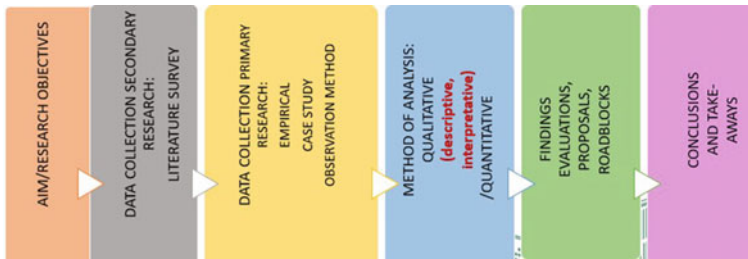 AIM/RESEARCH OBJECTIVES
DATA COLLECTION SECONDARY
RESEARCH:
LITERATURE SURVEY
DATA COLLECTION PRIMARY
RESEARCH:
EMPIRICAL
CASE STUDY
OBSERVATION METHOD
METHOD OF ANALYSIS:
QUALITATIVE
(descriptive,
interpretative)
/QUANTITATIVE
FINDINGS
EVALUATIONS,
PROPOSALS,
ROADBLOCKS
CONCLUSIONS
AND TAKE-
AWAYS